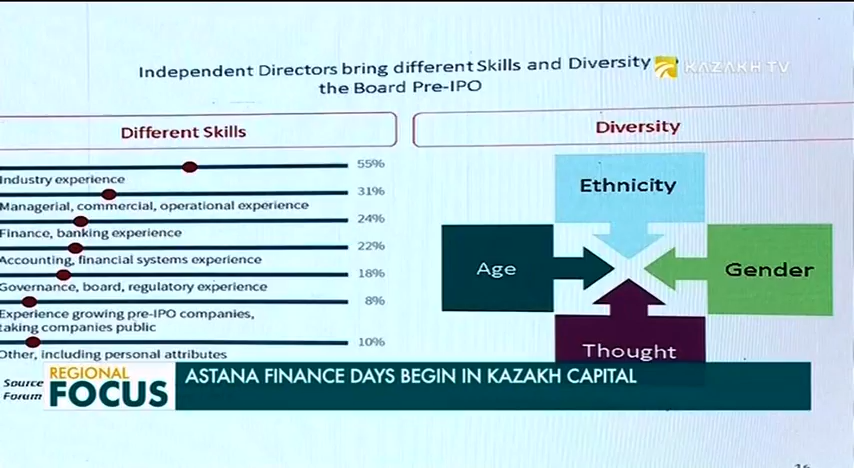 Independent Directors bring different Skills and Diversity
the Board Pre-IPO
KAZAKH TV
Different Skills
55%
Industry experience
31%
Managerial, commercial, operational experience
24%
Finance, banking experience
22%
Accounting, financial systems experience
18%
Governance, board, regulatory experience
8%
Experience growing pre-IPO companies,
taking companies public
10%
Other, including personal attributes
Source
Forum
Diversity
Ethnicity
Age
Gender
Thought
REGIONAL
FOCUS
ASTANA FINANCE DAYS BEGIN IN KAZAKH CAPITAL